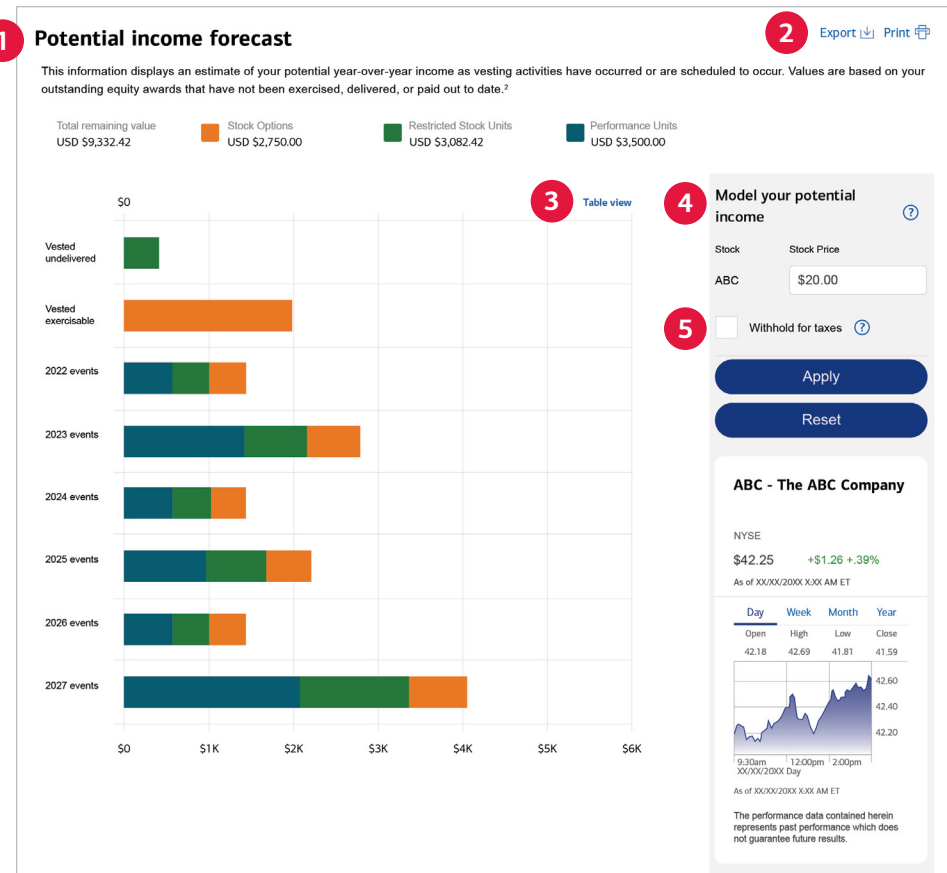 1
Potential income forecast
2
Export Print
This information displays an estimate of your potential year-over-year income as vesting activities have occurred or are scheduled to occur. Values are based on your
outstanding equity awards that have not been exercised, delivered, or paid out to date.²
Total remaining value
USD $9,332.42
Stock Options
USD $2,750.00
Restricted Stock Units
USD $3,082.42
Performance Units
USD $3,500.00
$0
3
Table view
Vested
undelivered
Vested
exercisable
2022 events
2023 events
2024 events
2025 events
2026 events
2027 events
$0 $1K $2K $3K $4K $5K $6K
4
Model your potential
income
?
Stock Stock Price
ABC $20.00
5
Withhold for taxes ?
Apply
Reset
ABC - The ABC Company
NYSE
$42.25 +$1.26 +.39%
As of XX/XX/20XX X:XX AM ET
Day Week Month Year
Open High Low Close
42.18 42.69 41.81 41.59
42.60
42.40
42.20
9:30am 12:00pm 2:00pm
XX/XX/20XX Day
As of XX/XX/20XX X:XX AM ET
The performance data contained herein
represents past performance which does
not guarantee future results.